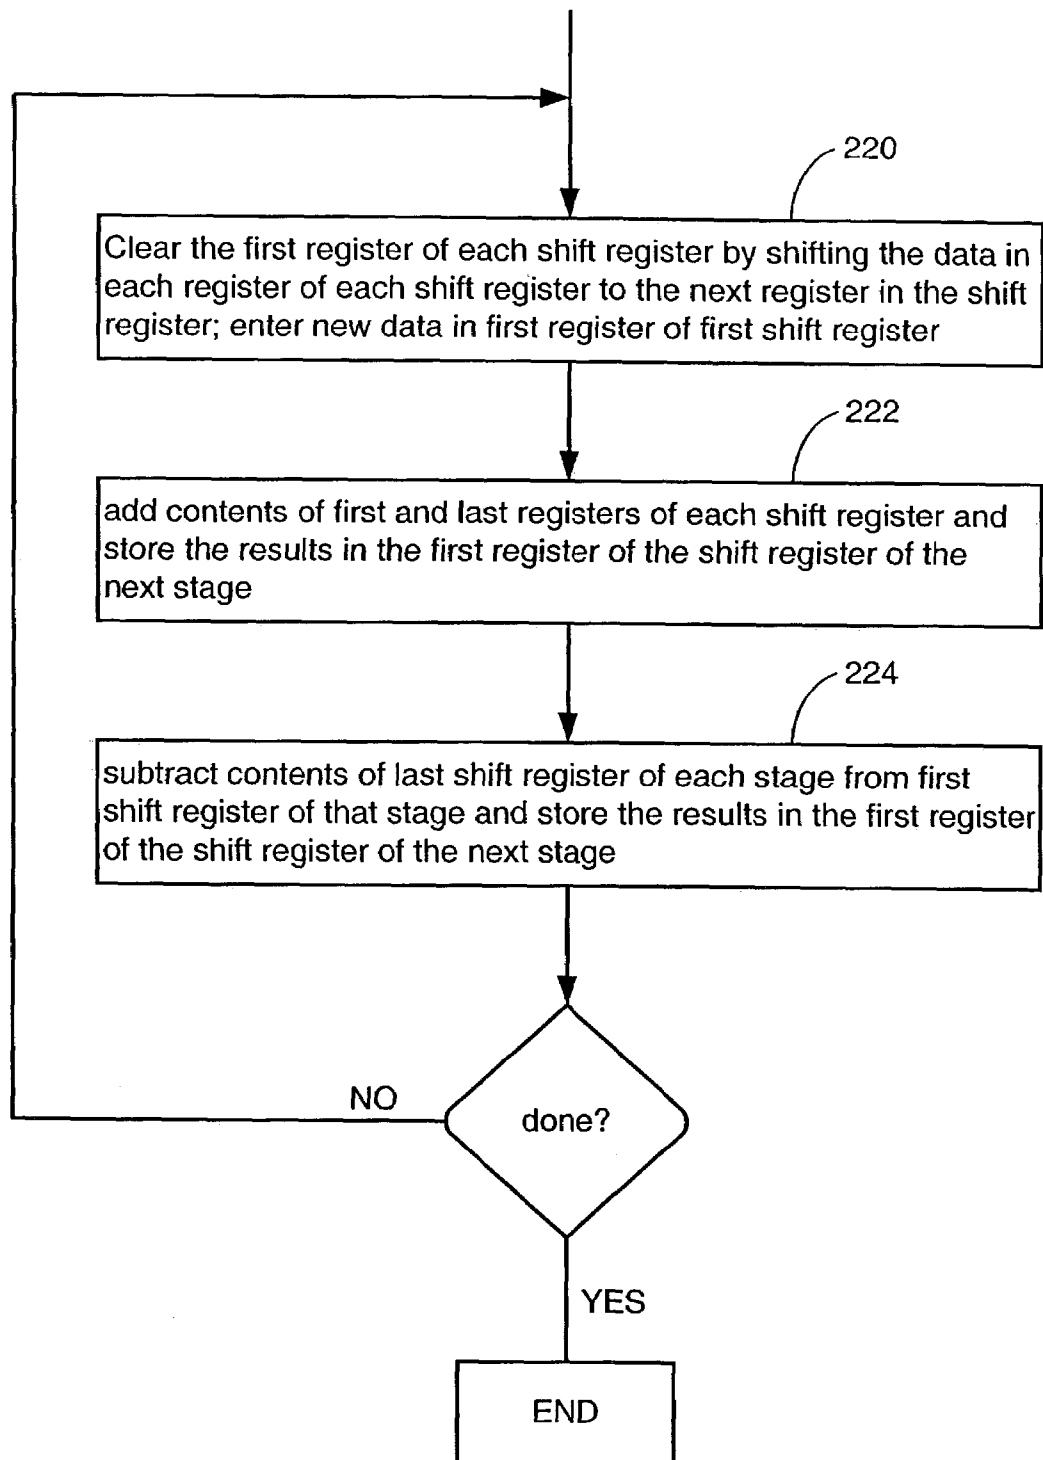 220
Clear the first register of each shift register by shifting the data in
each register of each shift register to the next register in the shift
register; enter new data in first register of first shift register
222
add contents of first and last registers of each shift register and
store the results in the first register of the shift register of the
next stage
224
subtract contents of last shift register of each stage from first
shift register of that stage and store the results in the first register
of the shift register of the next stage
NO
done?
YES
END